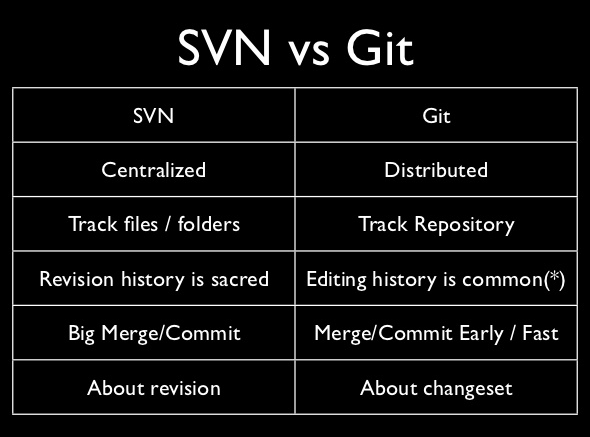 SVN vs Git
SVN Git
Centralized Distributed
Track files / folders Track Repository
Revision history is sacred Editing history is common(*)
Big Merge/Commit Merge/Commit Early / Fast
About revision About changeset